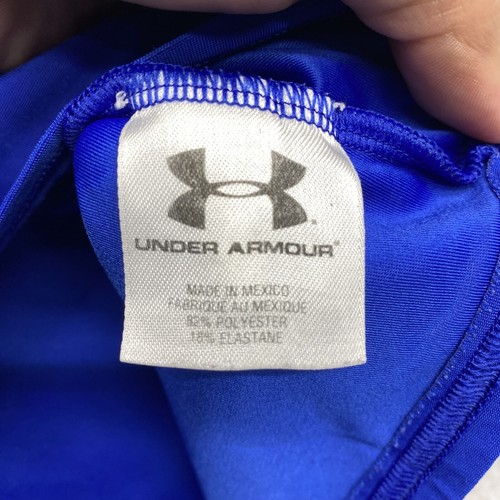 UNDER ARMOUR®
MADE IN MEXICO
FABRIQUE AU MEXIQUE
82% POLYESTER
18% ELASTANE